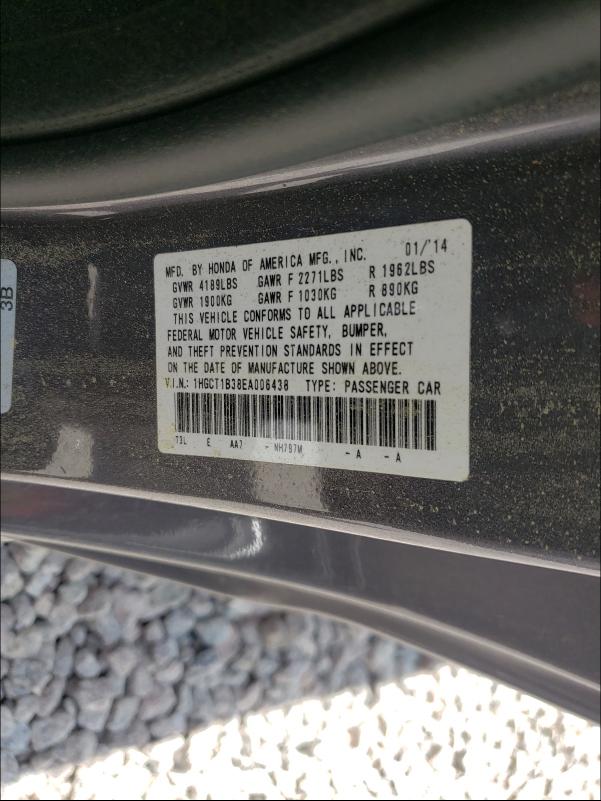 MFD. BY HONDA OF AMERICA MFG., INC. 01/'14
GVWR 4189LBS GAWR F 2271LBS R 1962LBS
GVWR 1900KG GAWR F 1030KG R 890KG
THIS VEHICLE CONFORMS TO ALL APPLICABLE
FEDERAL MOTOR VEHICLE SAFETY, BUMPER,
AND THEFT PREVENTION STANDARDS IN EFFECT
ON THE DATE OF MANUFACTURE SHOWN ABOVE.
V.I.N.: 1HGCT1B38EA006430 TYPE: PASSENGER CAR
T3L E AA7 - NH797M - A - A
3B